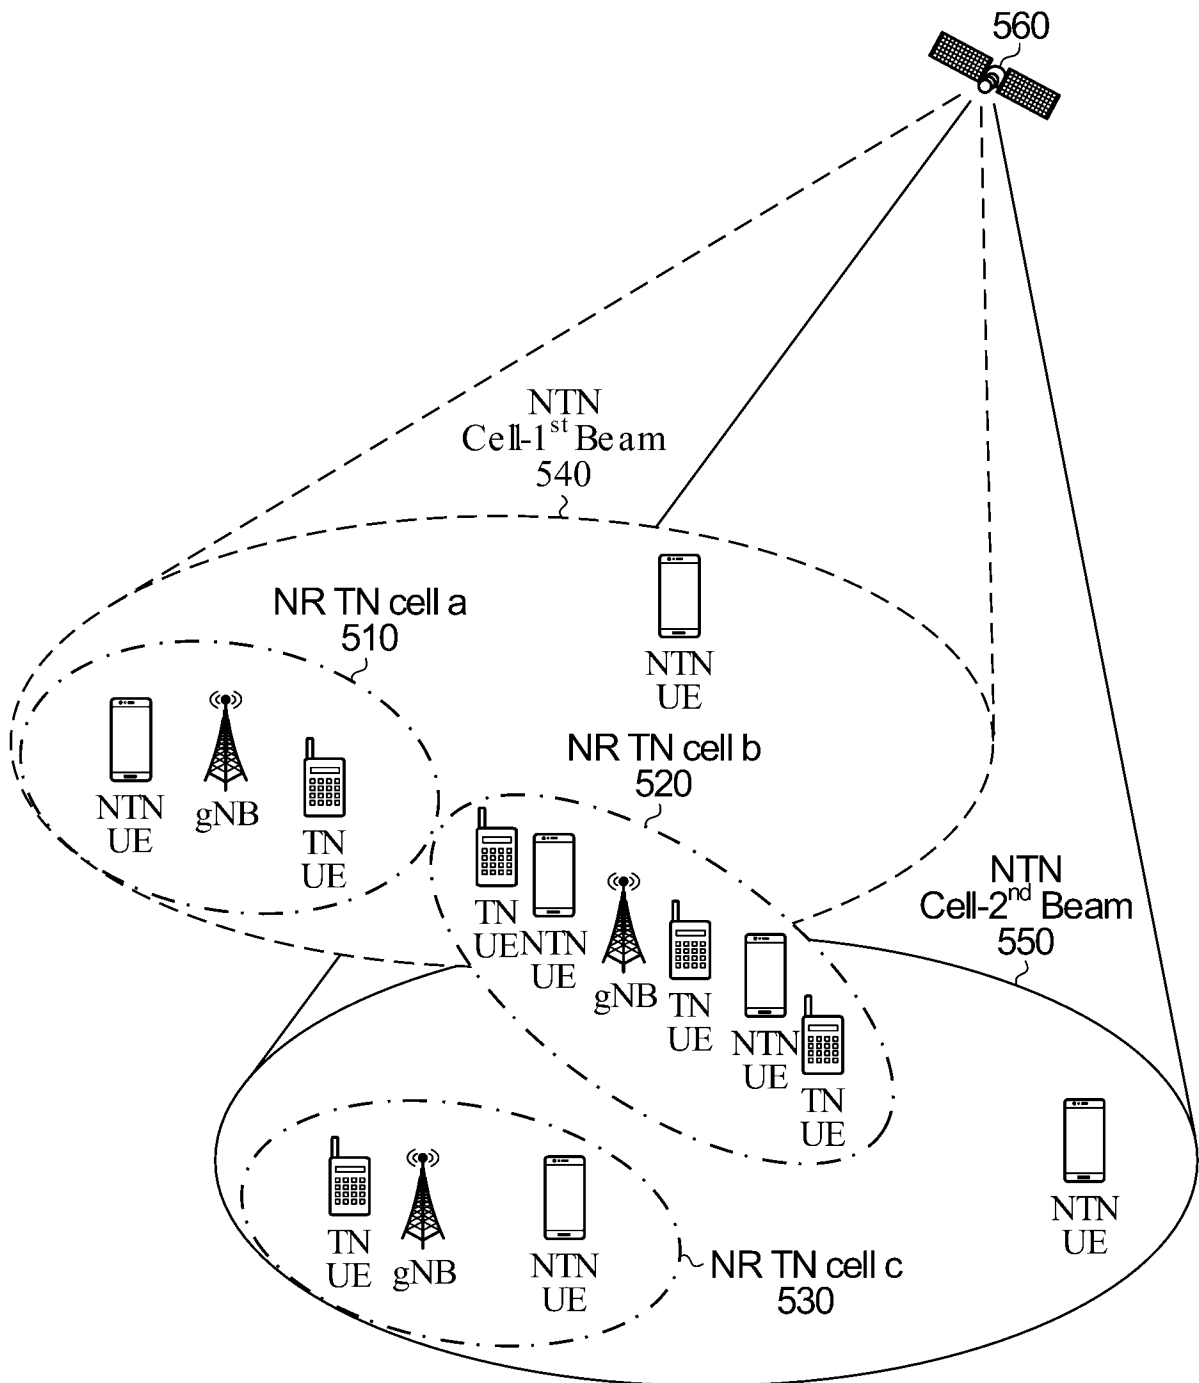 560
NTN
Cell-1st Beam
540
NR TN cell a
510
NTN
UE
NTN
UE
gNB
TN
UE
NR TN cell b
520
TN
UE
NTN
UE
gNB
TN
UE
NTN
UE
TN
UE
NTN
Cell-2nd Beam
550
TN
UE
gNB
NTN
UE
NTN
UE
NR TN cell c
530